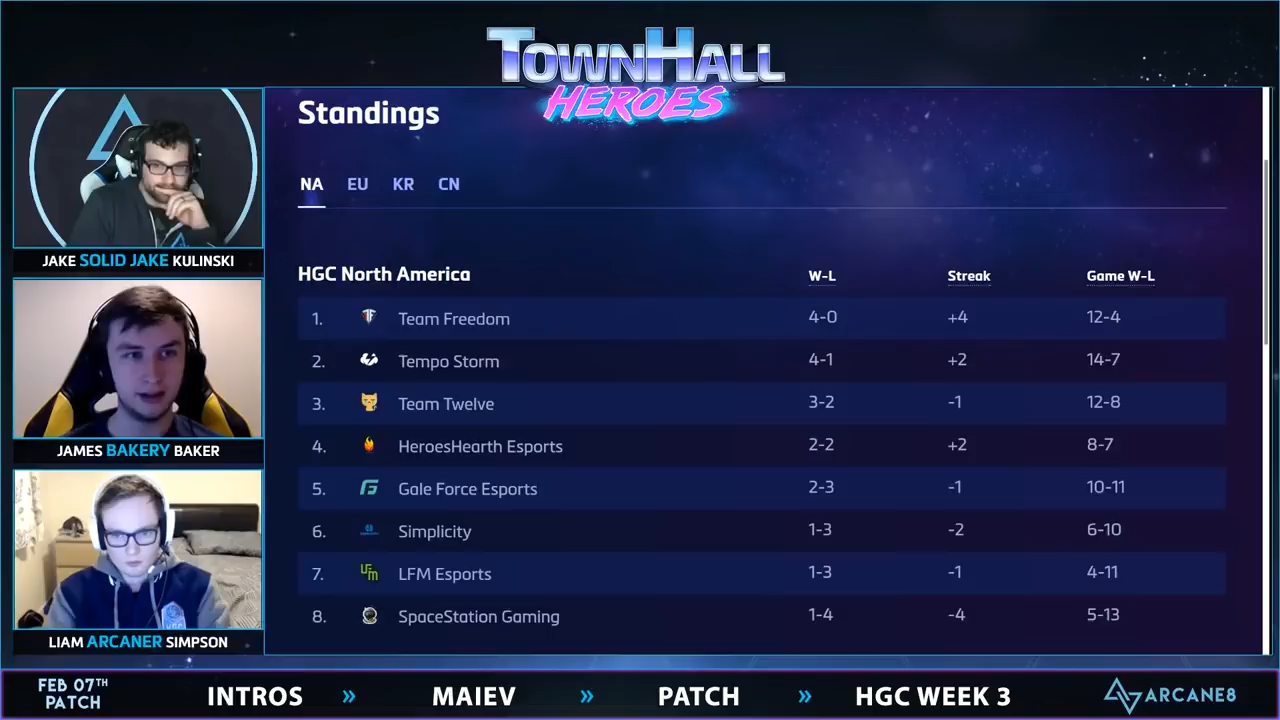 TOWNHALL
HEROES
Standings
NA EU KR CN
HGC North America W-L Streak Game W-L
1. Team Freedom 4-0 +4 12-4
2. Tempo Storm 4-1 +2 14-7
3. Team Twelve 3-2 -1 12-8
4. HeroesHearth Esports 2-2 +2 8-7
5. Gale Force Esports 2-3 -1 10-11
6. Simplicity 1-3 -2 6-10
7. LFM Esports 1-3 -1 4-11
8. SpaceStation Gaming 1-4 -4 5-13
JAKE SOLID JAKE KULINSKI
JAMES BAKERY BAKER
LIAM ARCANER SIMPSON
FEB 07TH
PATCH
INTROS » MAIEV » PATCH » HGC WEEK 3
ARCANE8